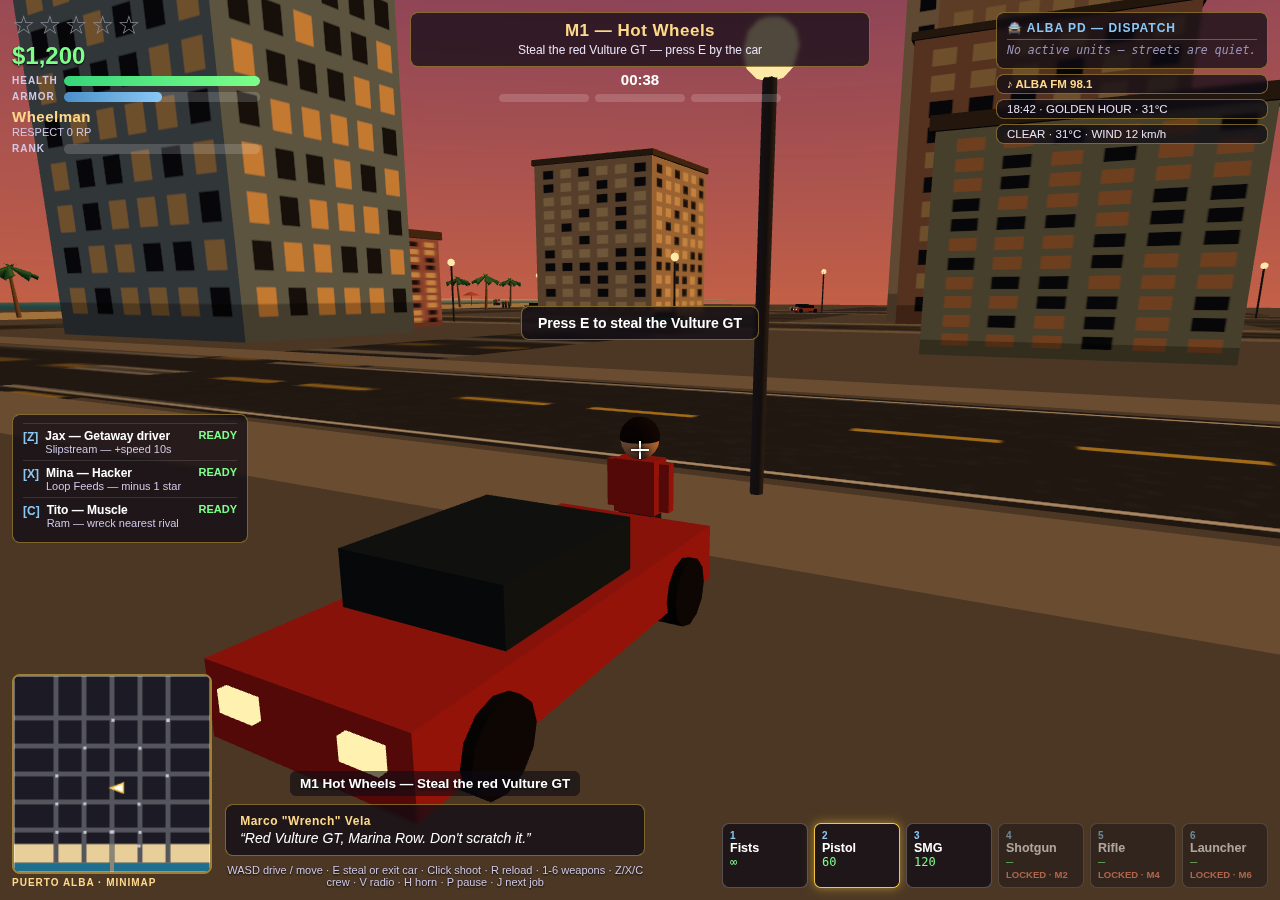 ☆☆☆☆☆
$1,200
HEALTH
ARMOR
Wheelman
RESPECT 0 RP
RANK
M1 — Hot Wheels
Steal the red Vulture GT — press E by the car
00:38
🚔 ALBA PD — DISPATCH
No active units — streets are quiet.
♪ ALBA FM 98.1
18:42 · GOLDEN HOUR · 31°C
CLEAR · 31°C · WIND 12 km/h
Press E to steal the Vulture GT
[Z] Jax — Getaway driver READY
Slipstream — +speed 10s
[X] Mina — Hacker READY
Loop Feeds — minus 1 star
[C] Tito — Muscle READY
Ram — wreck nearest rival
PUERTO ALBA · MINIMAP
M1 Hot Wheels — Steal the red Vulture GT
Marco "Wrench" Vela
“Red Vulture GT, Marina Row. Don't scratch it.”
WASD drive / move · E steal or exit car · Click shoot · R reload · 1-6 weapons · Z/X/C
crew · V radio · H horn · P pause · J next job
1
Fists
∞
2
Pistol
60
3
SMG
120
4
Shotgun
—
LOCKED · M2
5
Rifle
—
LOCKED · M4
6
Launcher
—
LOCKED · M6